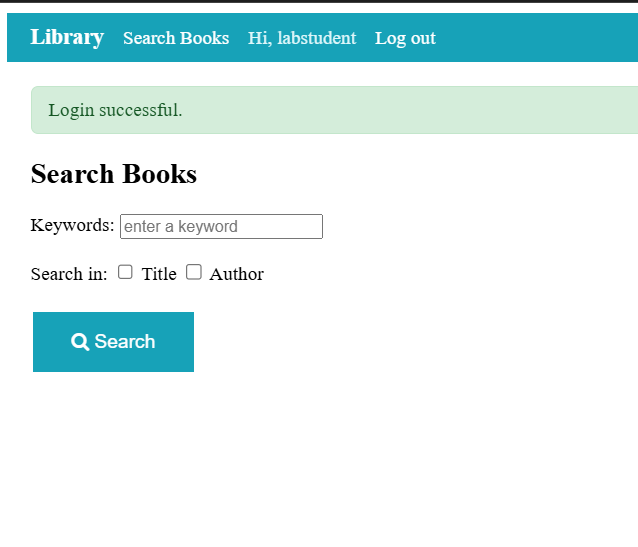 Library Search Books Hi, labstudent Log out
Login successful.
Search Books
Keywords: enter a keyword
Search in: Title Author
Search